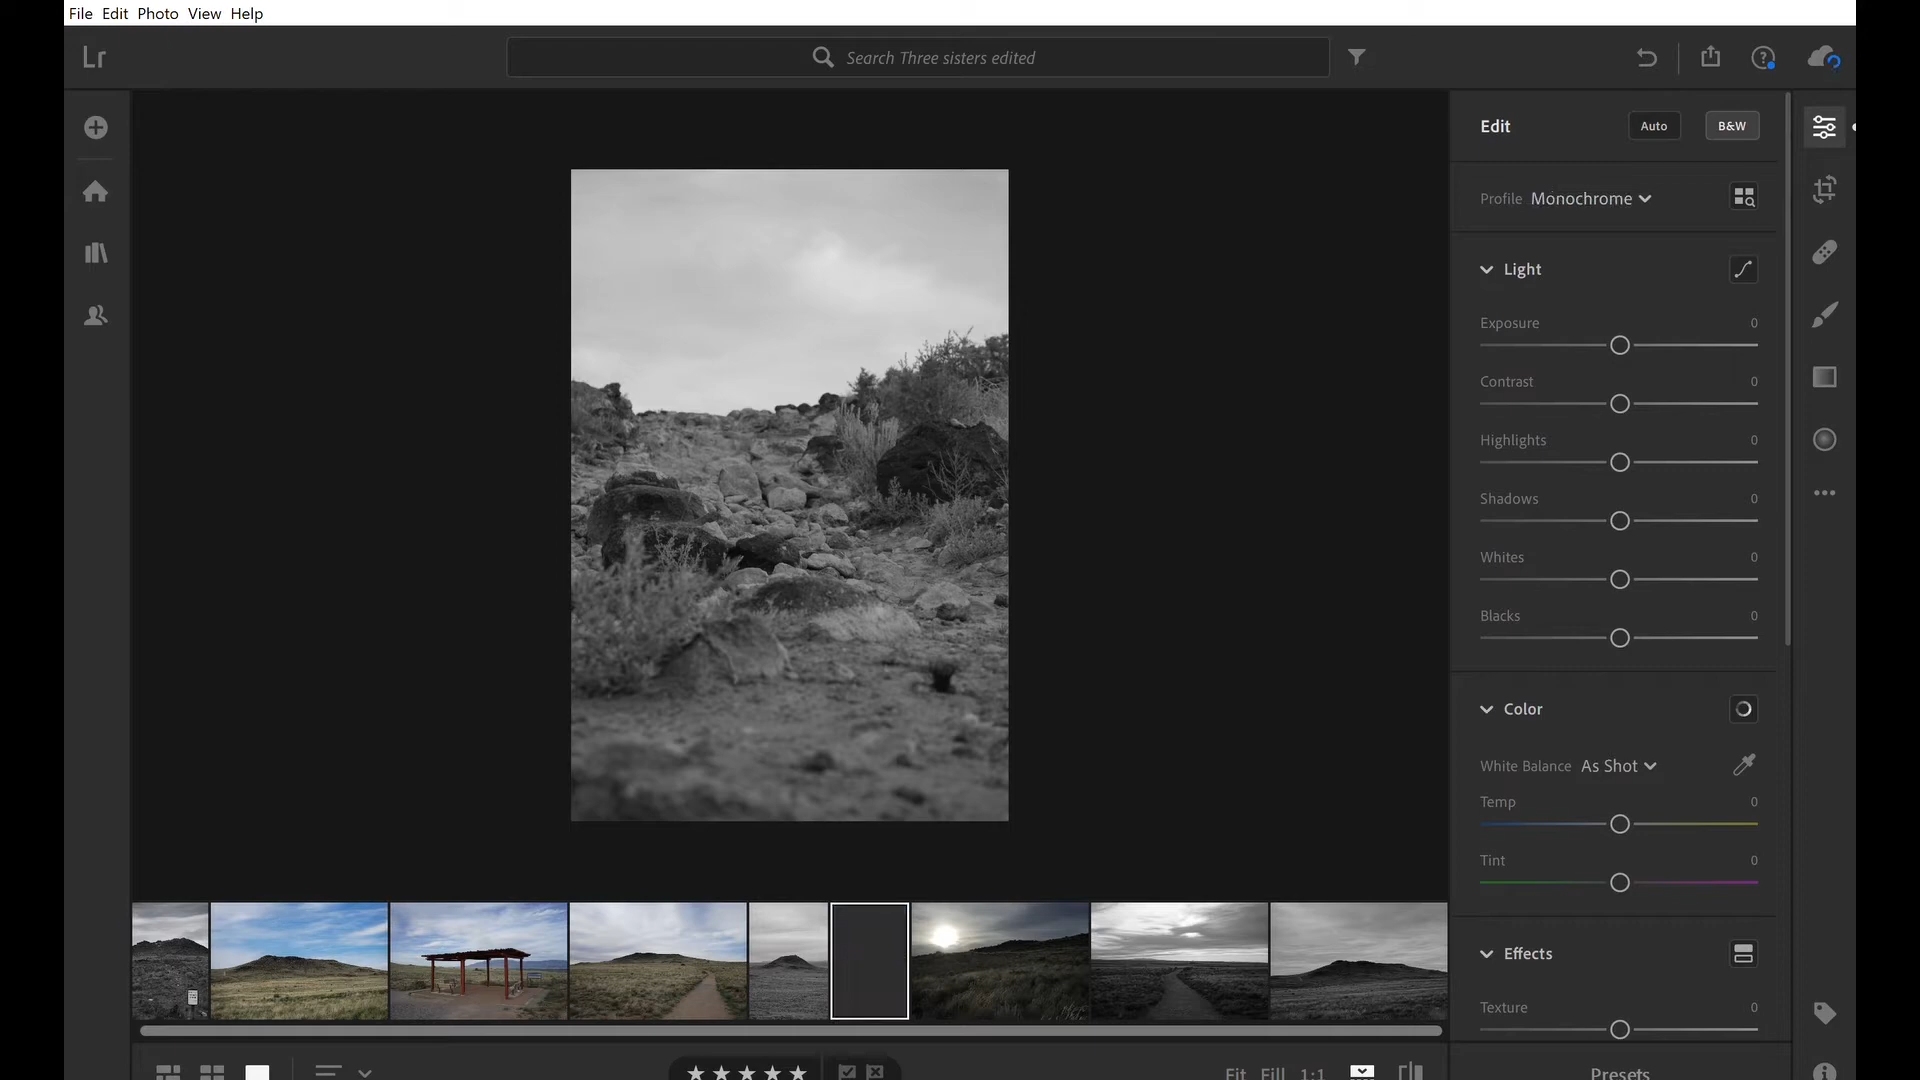 File Edit Photo View Help
Lr
Search Three sisters edited
Edit Auto B&W
Profile Monochrome
Light
Exposure 0
Contrast 0
Highlights 0
Shadows 0
Whites 0
Blacks 0
Color
White Balance As Shot
Temp 0
Tint 0
Effects
Texture 0
Fit Fill 1:1
Presets